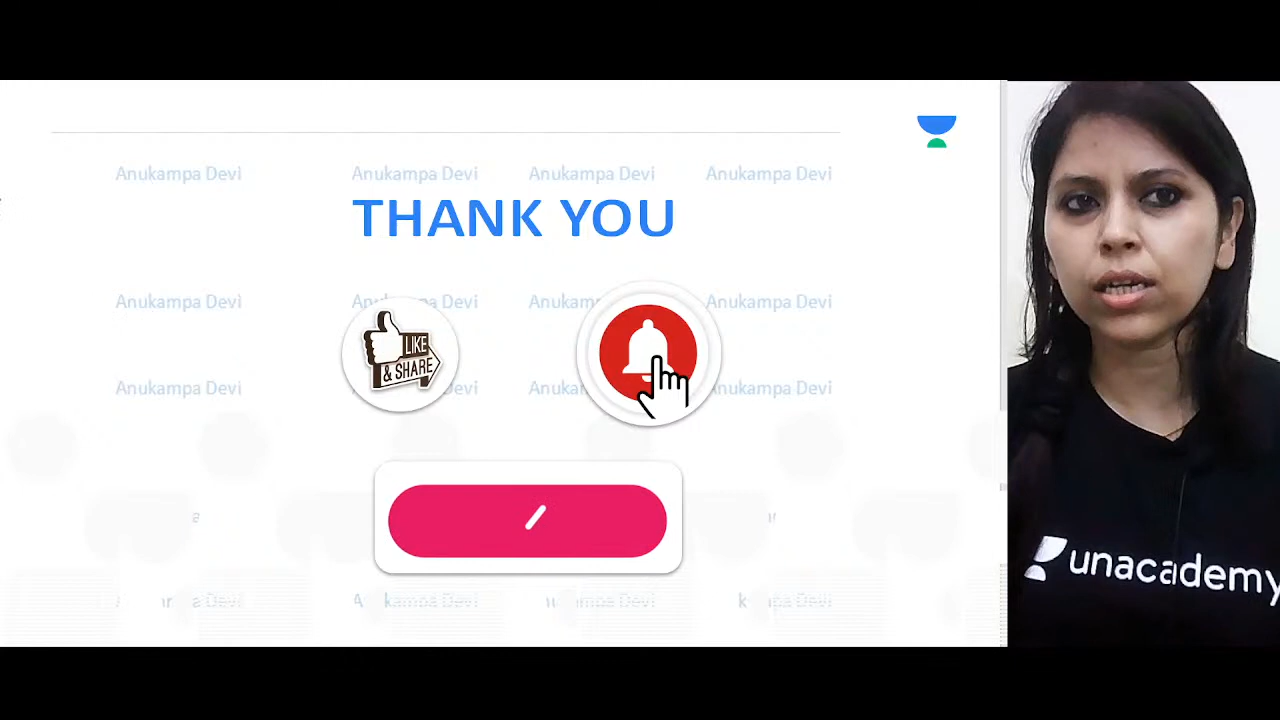 Anukampa Devi Anukampa Devi Anukampa Devi Anukampa Devi
THANK YOU
Anukampa Devi Anukampa Devi Anukampa Devi
LIKE
& SHARE
Anukampa Devi
unacademy